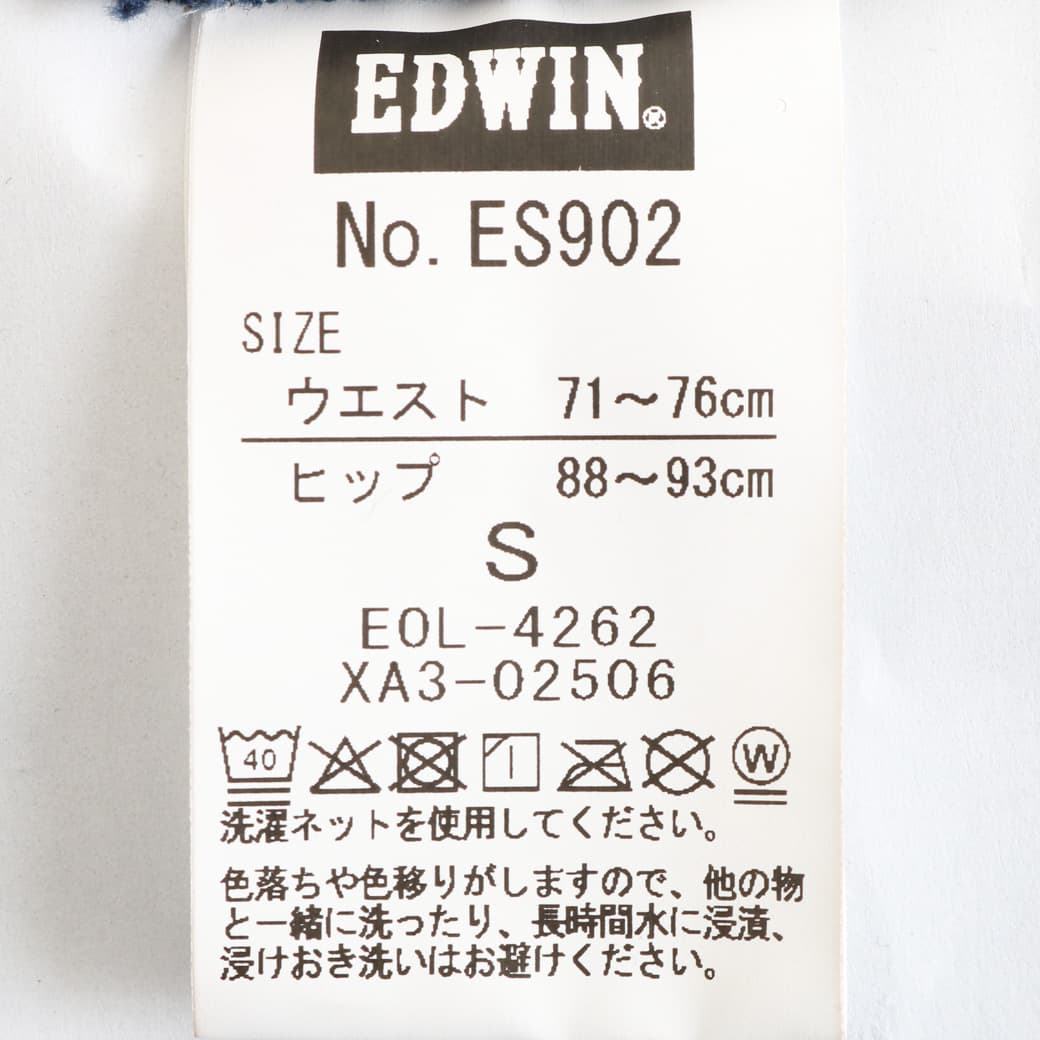 EDWIN®
No. ES902
SIZE
ウエスト 71～76cm
ヒップ 88～93cm
S
EOL-4262
XA3-02506
40 W
洗濯ネットを使用してください。
色落ちや色移りがしますので、他の物
と一緒に洗ったり、長時間水に浸漬、
浸けおき洗いはお避けください。